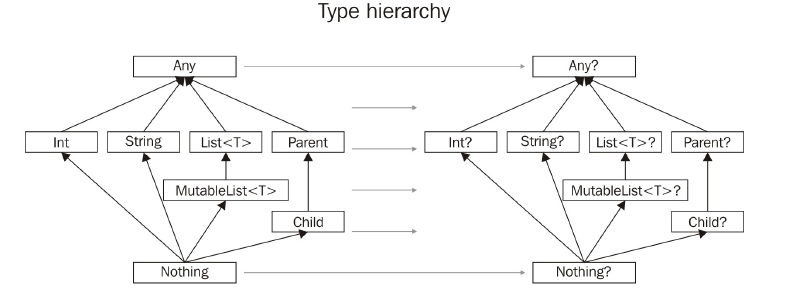 Type hierarchy
Any Any?
Int String List<T> Parent Int? String? List<T>? Parent?
MutableList<T> MutableList<T>?
Child Child?
Nothing Nothing?